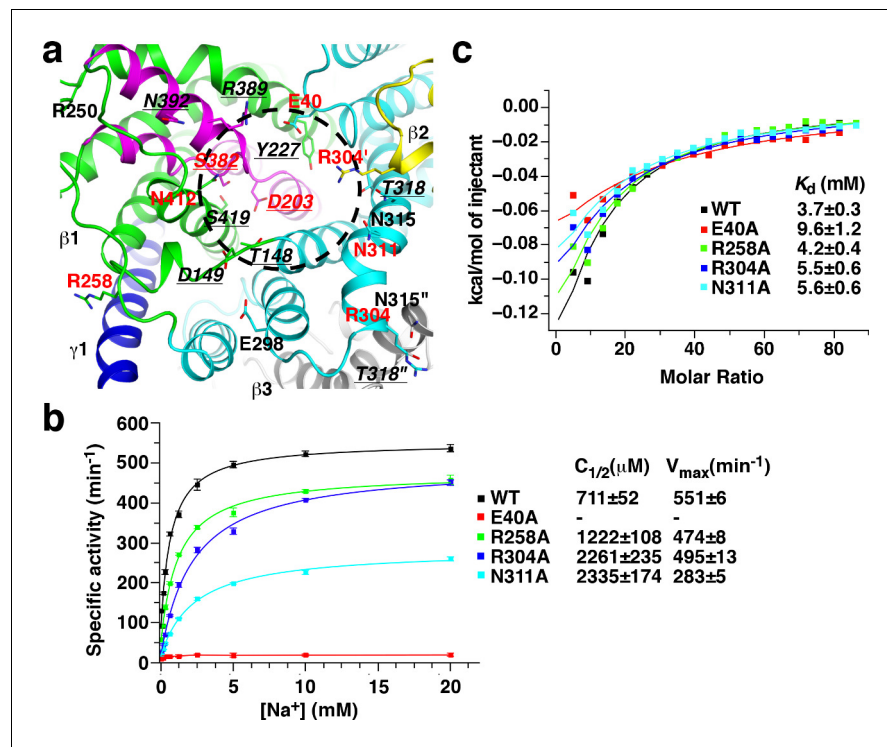 a
R250
N392
R389
E40
β2
Y227
R304'
S382
T318
N412
D203
N315
S419
β1
N311
T148
D149
R258
N315"
R304
E298
γ1
T318"
β3
c
0.00
−0.02
−0.04
−0.06
−0.08
−0.10
−0.12
kcal/mol of injectant
Kd (mM)
WT 3.7±0.3
E40A 9.6±1.2
R258A 4.2±0.4
R304A 5.5±0.6
N311A 5.6±0.6
0 20 40 60 80
Molar Ratio
b
600
500
400
300
200
100
0
Specific activity (min-1)
0 5 10 15 20
[Na+] (mM)
C1/2(µM) Vmax(min-1)
WT 711±52 551±6
E40A - -
R258A 1222±108 474±8
R304A 2261±235 495±13
N311A 2335±174 283±5